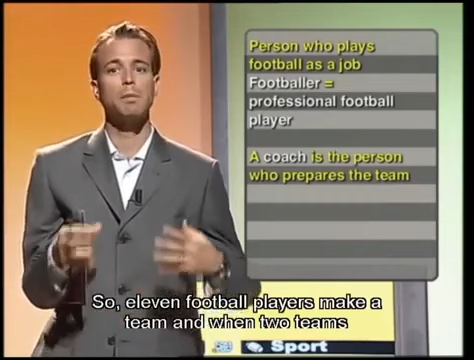 Person who plays
football as a job
Footballer =
professional football
player
A coach is the person
who prepares the team
So, eleven football players make a
team and when two teams
Sport